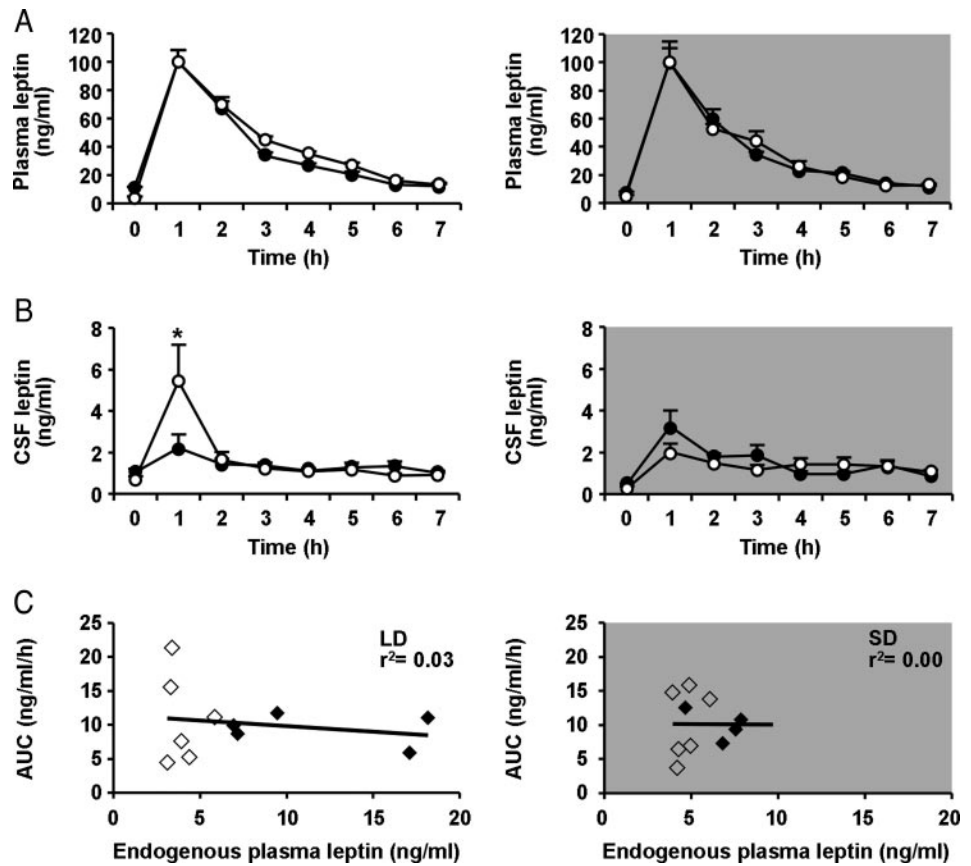 A
Plasma leptin
(ng/ml)
120
100
80
60
40
20
0
0 1 2 3 4 5 6 7
Time (h)
Plasma leptin
(ng/ml)
120
100
80
60
40
20
0
0 1 2 3 4 5 6 7
Time (h)
B
CSF leptin
(ng/ml)
8
6
4
2
0
*
0 1 2 3 4 5 6 7
Time (h)
CSF leptin
(ng/ml)
8
6
4
2
0
0 1 2 3 4 5 6 7
Time (h)
C
AUC (ng/ml/h)
25
20
15
10
5
0
LD
r²= 0.03
0 5 10 15 20
Endogenous plasma leptin (ng/ml)
AUC (ng/ml/h)
25
20
15
10
5
0
SD
r²= 0.00
0 5 10 15 20
Endogenous plasma leptin (ng/ml)